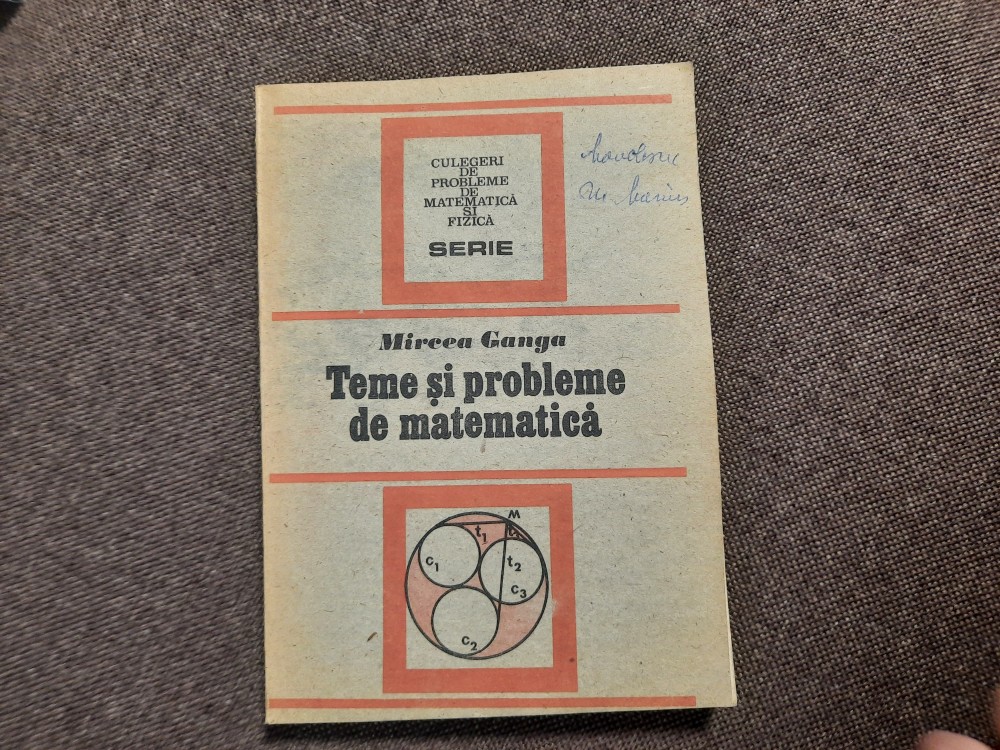 CULEGERI
DE
PROBLEME
DE
MATEMATICĂ
SI
FIZICĂ
SERIE
Mircea Ganga
Teme și probleme
de matematică
M
t₁
t₂
c₁
c₃
c₂